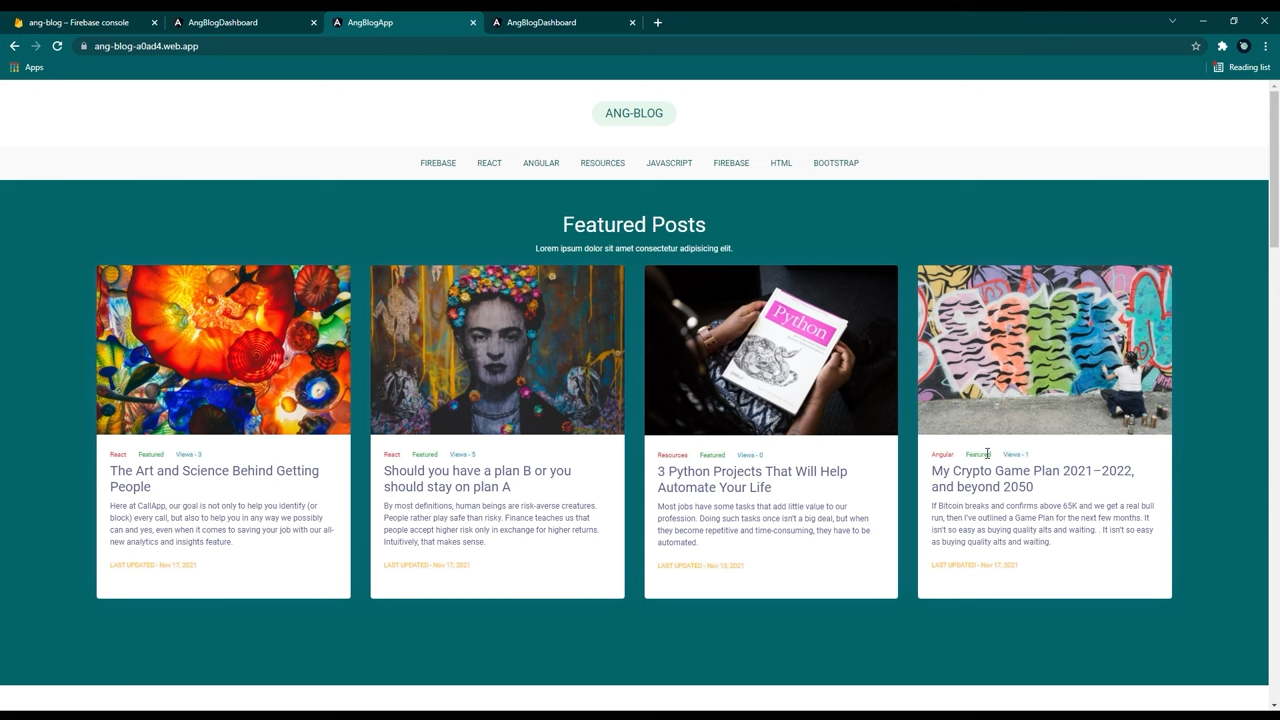 ang-blog – Firebase console
AngBlogDashboard
AngBlogApp
AngBlogDashboard
ang-blog-a0ad4.web.app
Apps
Reading list
ANG-BLOG
FIREBASE REACT ANGULAR RESOURCES JAVASCRIPT FIREBASE HTML BOOTSTRAP
Featured Posts
Lorem ipsum dolor sit amet consectetur adipisicing elit.
React Featured Views - 3
The Art and Science Behind Getting
People
Here at CallApp, our goal is not only to help you identify (or
block) every call, but also to help you in any way we possibly
can and yes, even when it comes to saving your job with our all-
new analytics and insights feature.
LAST UPDATED - Nov 17, 2021
React Featured Views - 5
Should you have a plan B or you
should stay on plan A
By most definitions, human beings are risk-averse creatures.
People rather play safe than risky. Finance teaches us that
people accept higher risk only in exchange for higher returns.
Intuitively, that makes sense.
LAST UPDATED - Nov 17, 2021
Python
Resources Featured Views - 0
3 Python Projects That Will Help
Automate Your Life
Most jobs have some tasks that add little value to our
profession. Doing such tasks once isn't a big deal, but when
they become repetitive and time-consuming, they have to be
automated.
LAST UPDATED - Nov 13, 2021
Angular Featured Views - 1
My Crypto Game Plan 2021–2022,
and beyond 2050
If Bitcoin breaks and confirms above 65K and we get a real bull
run, then I've outlined a Game Plan for the next few months. It
isn't so easy as buying quality alts and waiting. . It isn't so easy
as buying quality alts and waiting.
LAST UPDATED - Nov 17, 2021